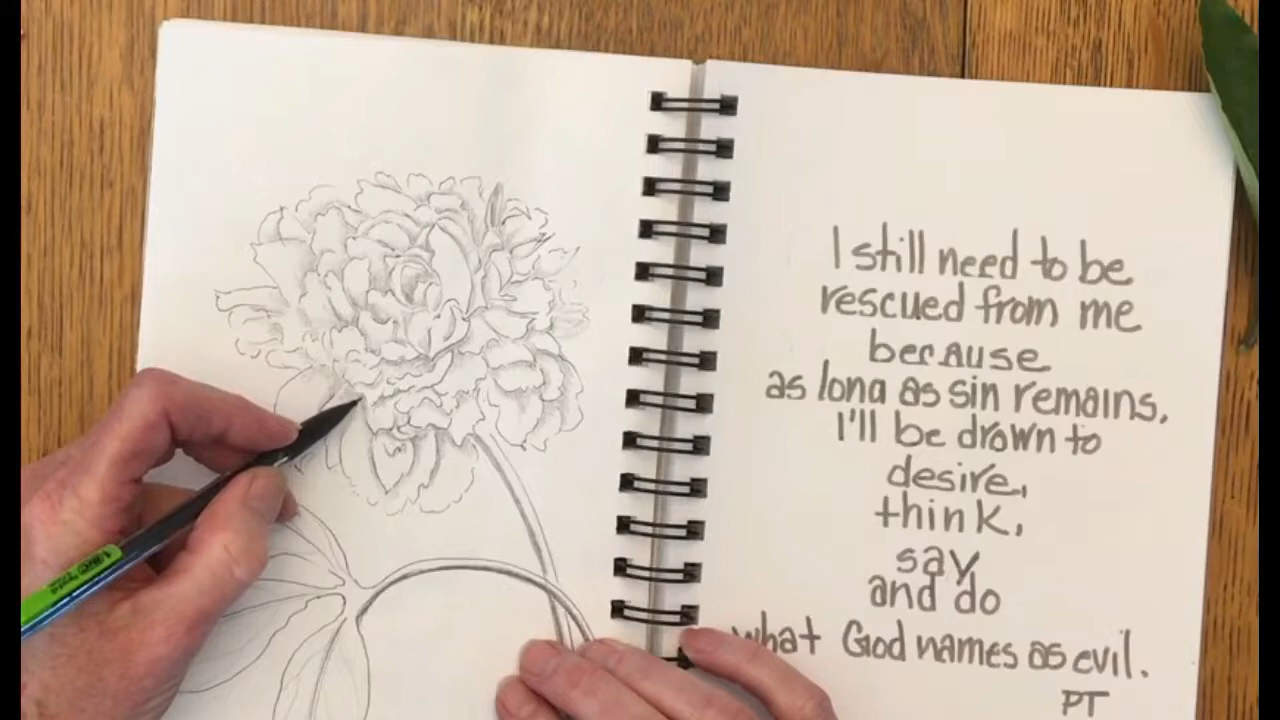 I still need to be
rescued from me
because
as long as sin remains,
I'll be drawn to
desire,
think,
say
and do
what God names as evil.
PT